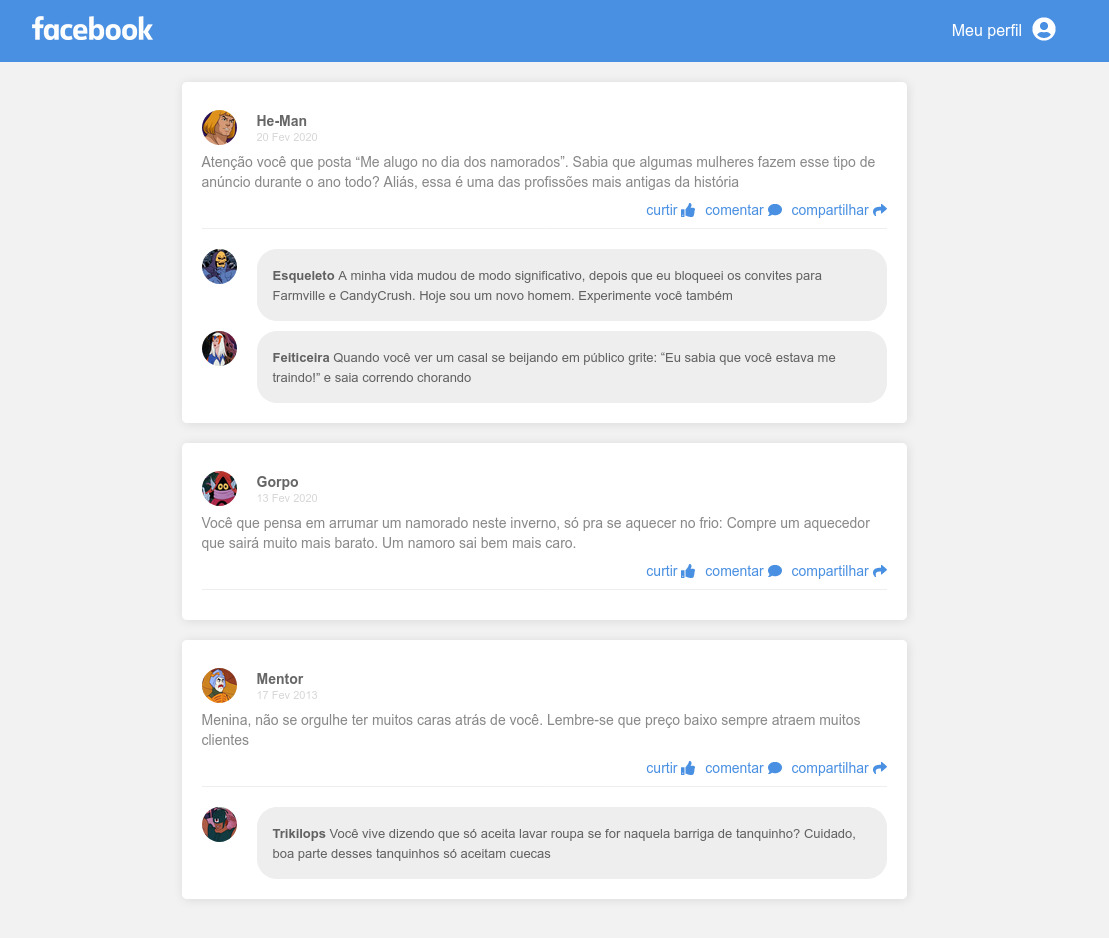 facebook
Meu perfil
He-Man
20 Fev 2020
Atenção você que posta “Me alugo no dia dos namorados”. Sabia que algumas mulheres fazem esse tipo de
anúncio durante o ano todo? Aliás, essa é uma das profissões mais antigas da história
curtir comentar compartilhar
Esqueleto A minha vida mudou de modo significativo, depois que eu bloqueei os convites para
Farmville e CandyCrush. Hoje sou um novo homem. Experimente você também
Feiticeira Quando você ver um casal se beijando em público grite: “Eu sabia que você estava me
traindo!” e saia correndo chorando
Gorpo
13 Fev 2020
Você que pensa em arrumar um namorado neste inverno, só pra se aquecer no frio: Compre um aquecedor
que sairá muito mais barato. Um namoro sai bem mais caro.
curtir comentar compartilhar
Mentor
17 Fev 2013
Menina, não se orgulhe ter muitos caras atrás de você. Lembre-se que preço baixo sempre atraem muitos
clientes
curtir comentar compartilhar
Trikilops Você vive dizendo que só aceita lavar roupa se for naquela barriga de tanquinho? Cuidado,
boa parte desses tanquinhos só aceitam cuecas